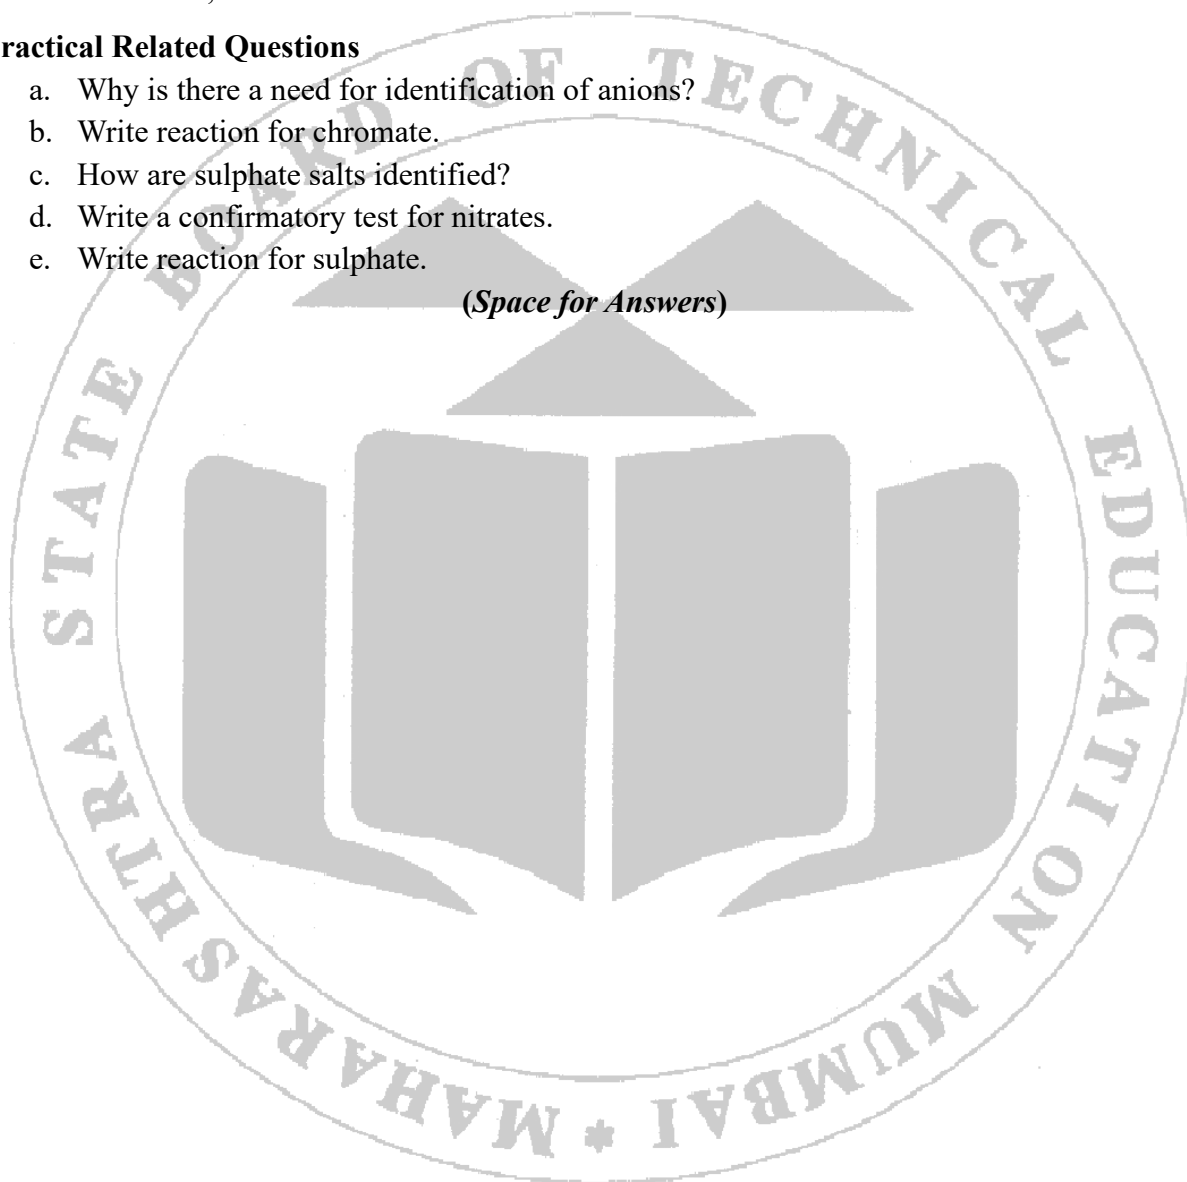 ractical Related Questions
a. Why is there a need for identification of anions?
b. Write reaction for chromate.
c. How are sulphate salts identified?
d. Write a confirmatory test for nitrates.
e. Write reaction for sulphate.
(Space for Answers)
MAHARASHTRA STATE BOARD OF TECHNICAL EDUCATION MUMBAI *